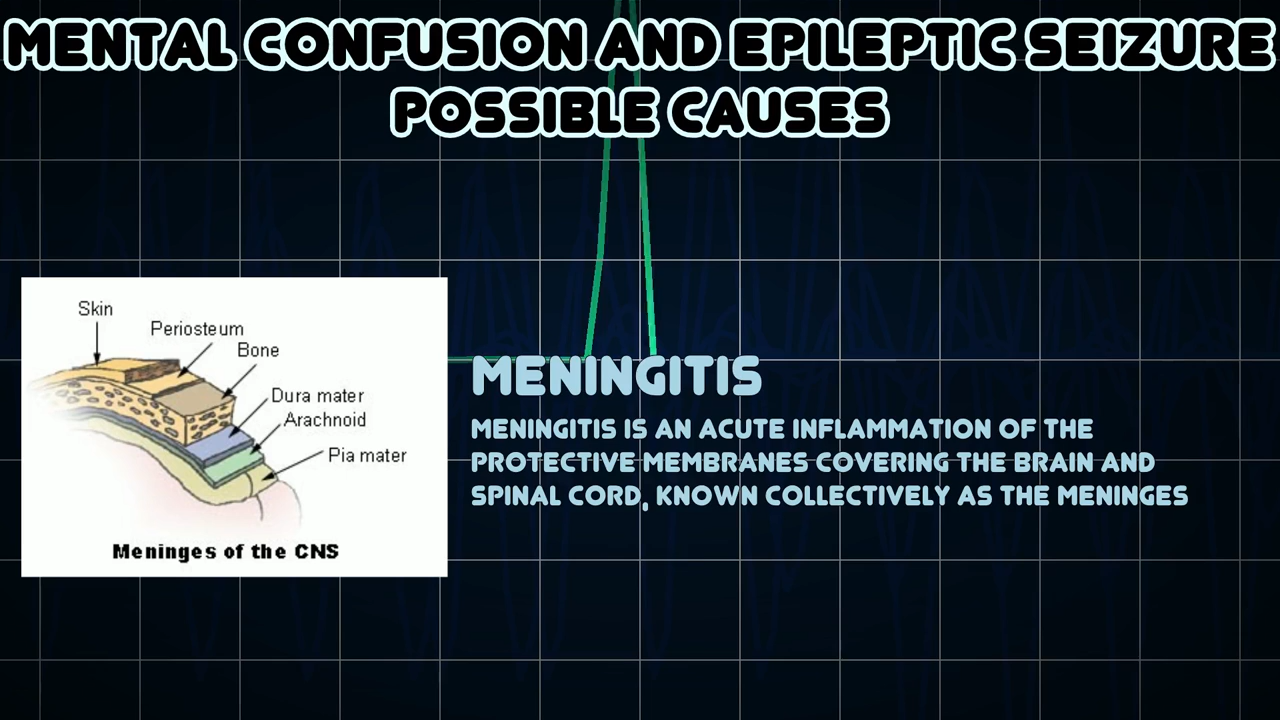 MENTAL CONFUSION AND EPILEPTIC SEIZURE
POSSIBLE CAUSES
Skin
Periosteum
Bone
Dura mater
Arachnoid
Pia mater
Meninges of the CNS
MENINGITIS
MENINGITIS IS AN ACUTE INFLAMMATION OF THE
PROTECTIVE MEMBRANES COVERING THE BRAIN AND
SPINAL CORD, KNOWN COLLECTIVELY AS THE MENINGES